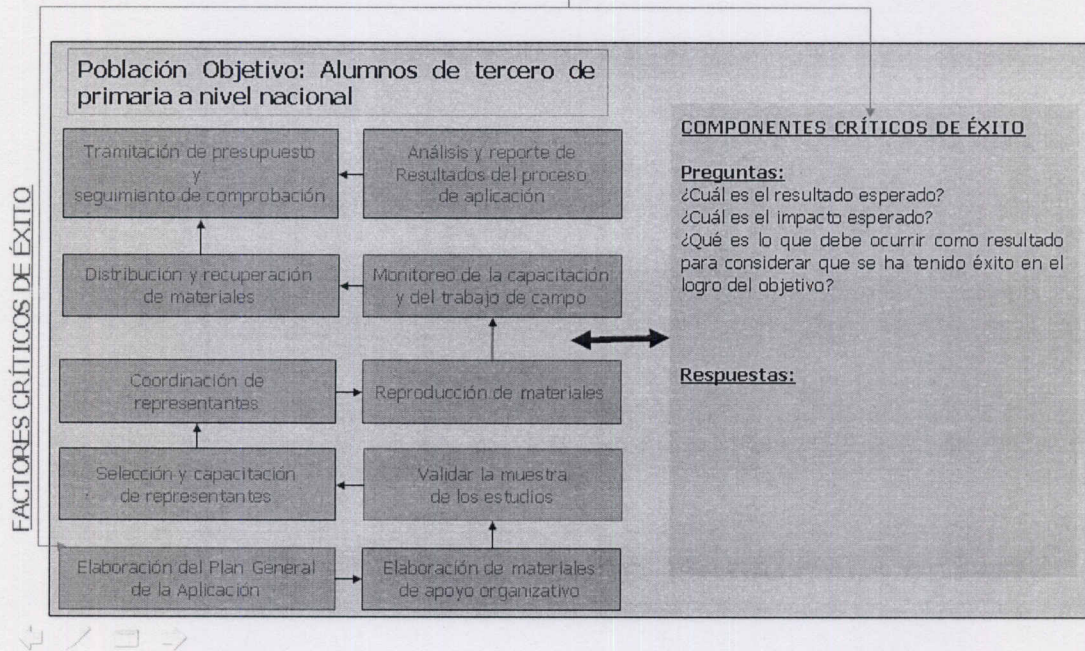 FACTORES CRÍTICOS DE ÉXITO
Población Objetivo: Alumnos de tercero de
primaria a nivel nacional
Tramitación de presupuesto
y
seguimiento de comprobación
Análisis y reporte de
Resultados del proceso
de aplicación
Distribución y recuperación
de materiales
Monitoreo de la capacitación
y del trabajo de campo
Coordinación de
representantes
Reproducción de materiales
Selección y capacitación
de representantes
Validar la muestra
de los estudios
Elaboración del Plan General
de la Aplicación
Elaboración de materiales
de apoyo organizativo
COMPONENTES CRÍTICOS DE ÉXITO
Preguntas:
¿Cuál es el resultado esperado?
¿Cuál es el impacto esperado?
¿Qué es lo que debe ocurrir como resultado
para considerar que se ha tenido éxito en el
logro del objetivo?
Respuestas: